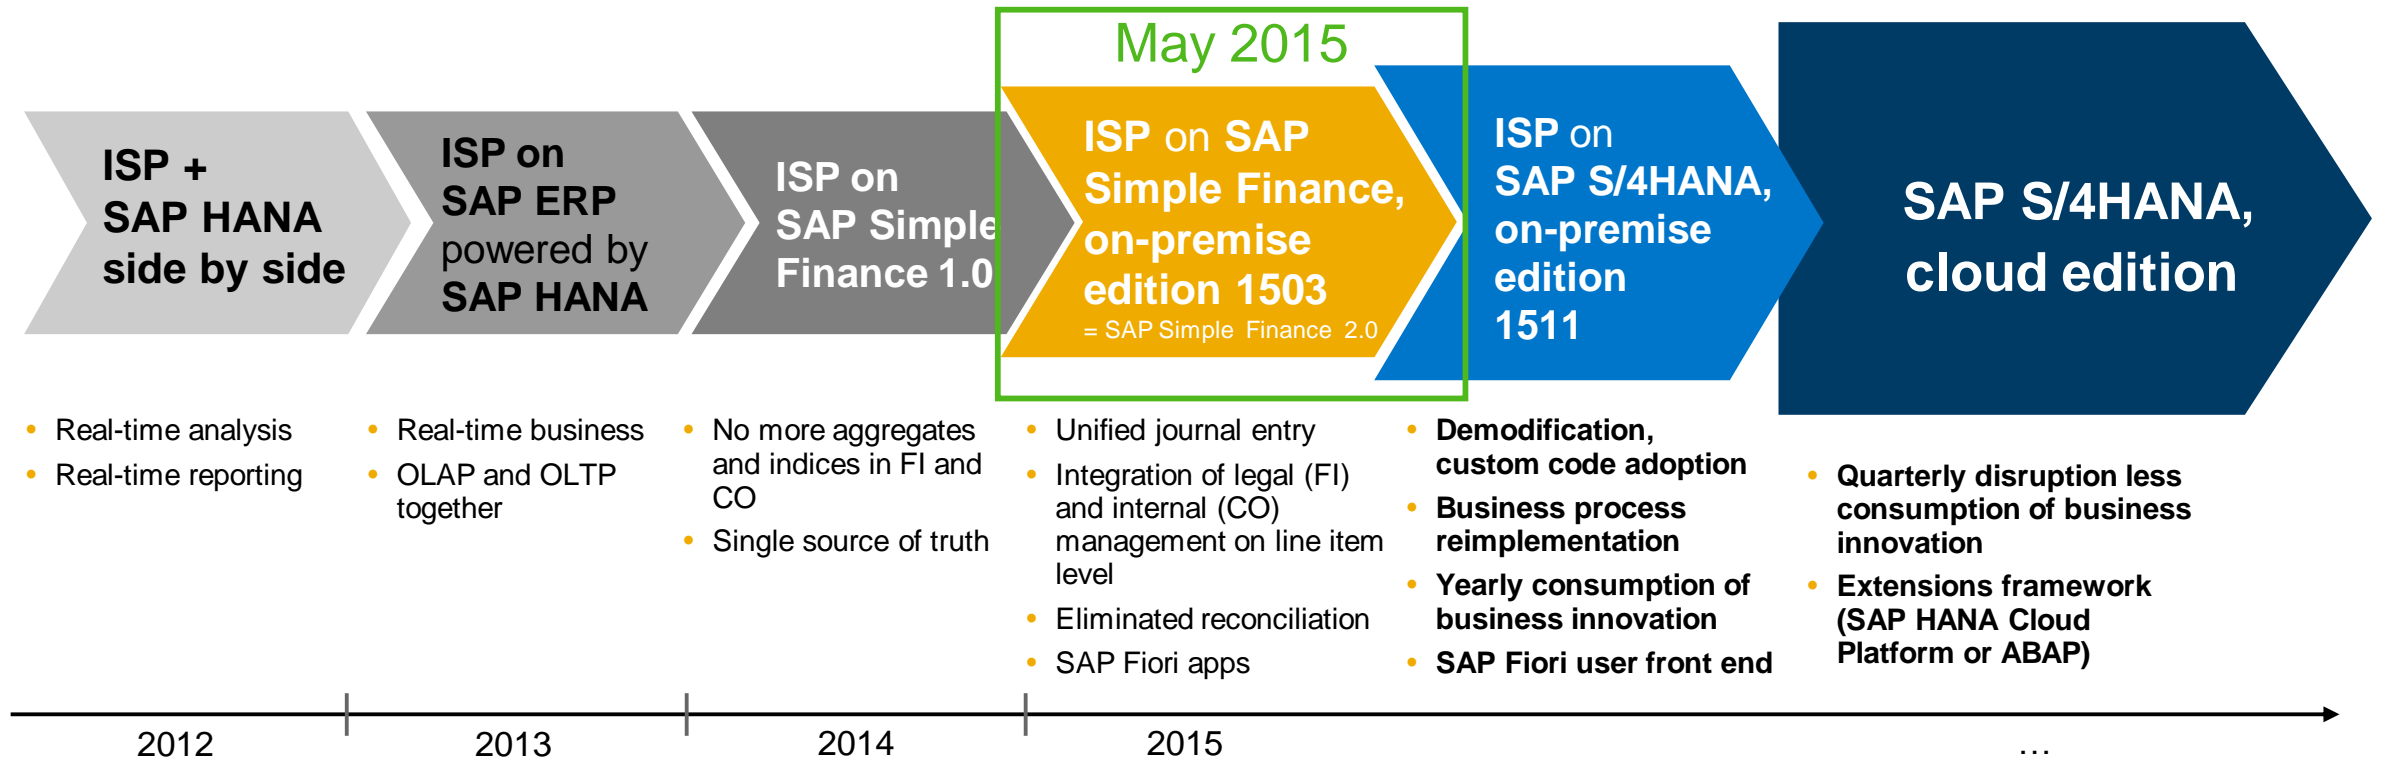 May 2015
ISP +
SAP HANA
side by side
ISP on
SAP ERP
powered by
SAP HANA
ISP on
SAP Simple
Finance 1.0
ISP on SAP
Simple Finance,
on-premise
edition 1503
= SAP Simple Finance 2.0
ISP on
SAP S/4HANA,
on-premise
edition
1511
SAP S/4HANA,
cloud edition
• Real-time analysis
• Real-time reporting
• Real-time business
• OLAP and OLTP
together
• No more aggregates
and indices in FI and
CO
• Single source of truth
• Unified journal entry
• Integration of legal (FI)
and internal (CO)
management on line item
level
• Eliminated reconciliation
• SAP Fiori apps
• Demodification,
custom code adoption
• Business process
reimplementation
• Yearly consumption of
business innovation
• SAP Fiori user front end
• Quarterly disruption less
consumption of business
innovation
• Extensions framework
(SAP HANA Cloud
Platform or ABAP)
2012
2013
2014
2015
…